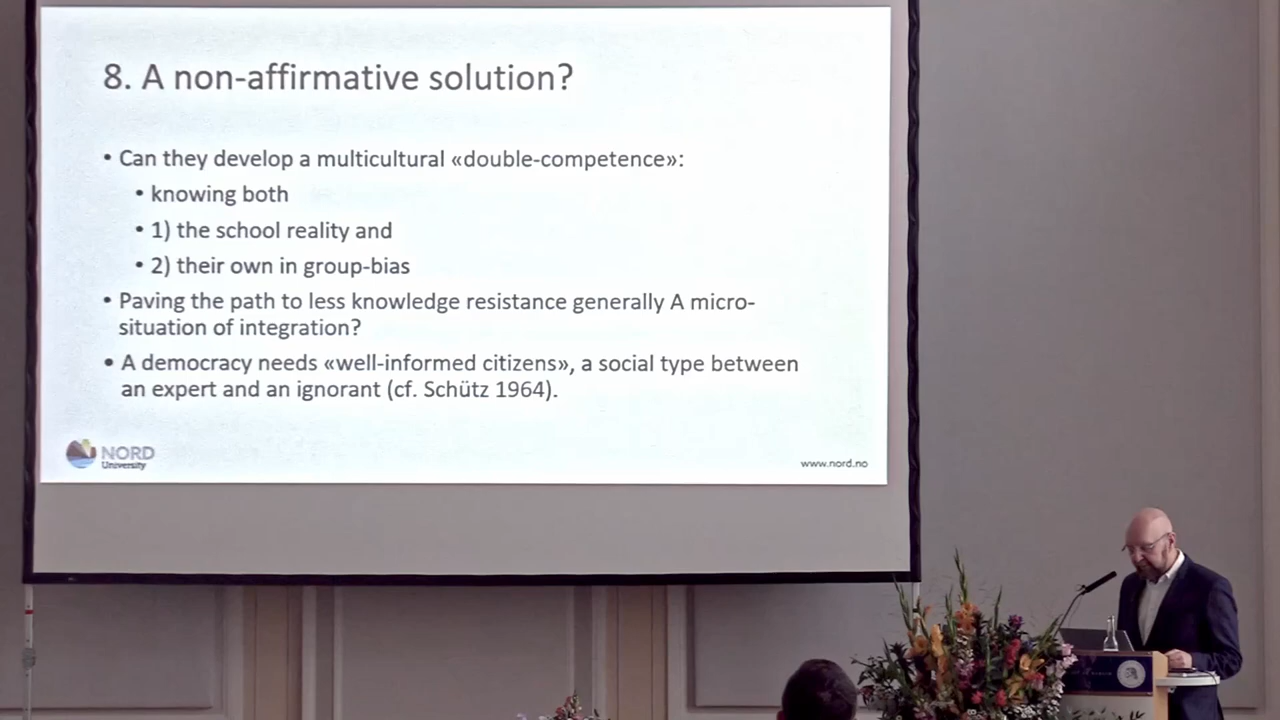 8. A non-affirmative solution?
• Can they develop a multicultural «double-competence»:
• knowing both
• 1) the school reality and
• 2) their own in group-bias
• Paving the path to less knowledge resistance generally A micro-
situation of integration?
• A democracy needs «well-informed citizens», a social type between
an expert and an ignorant (cf. Schütz 1964).
NORD
University
www.nord.no